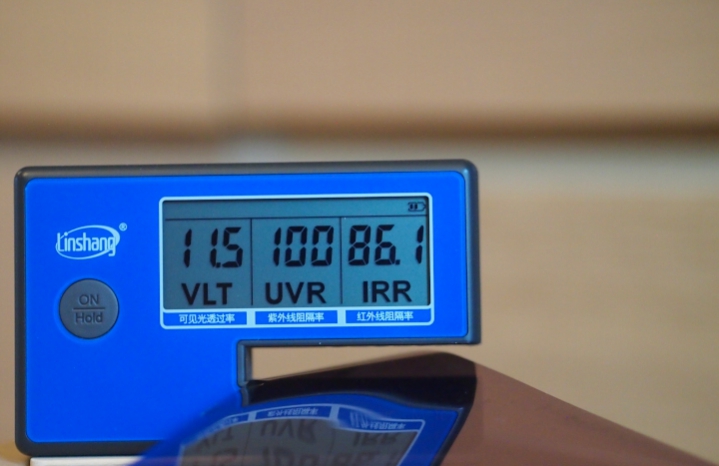 Linshang®
ON
Hold
11.5 100 86.1
VLT UVR IRR
可见光透过率 紫外线阻隔率 红外线阻隔率